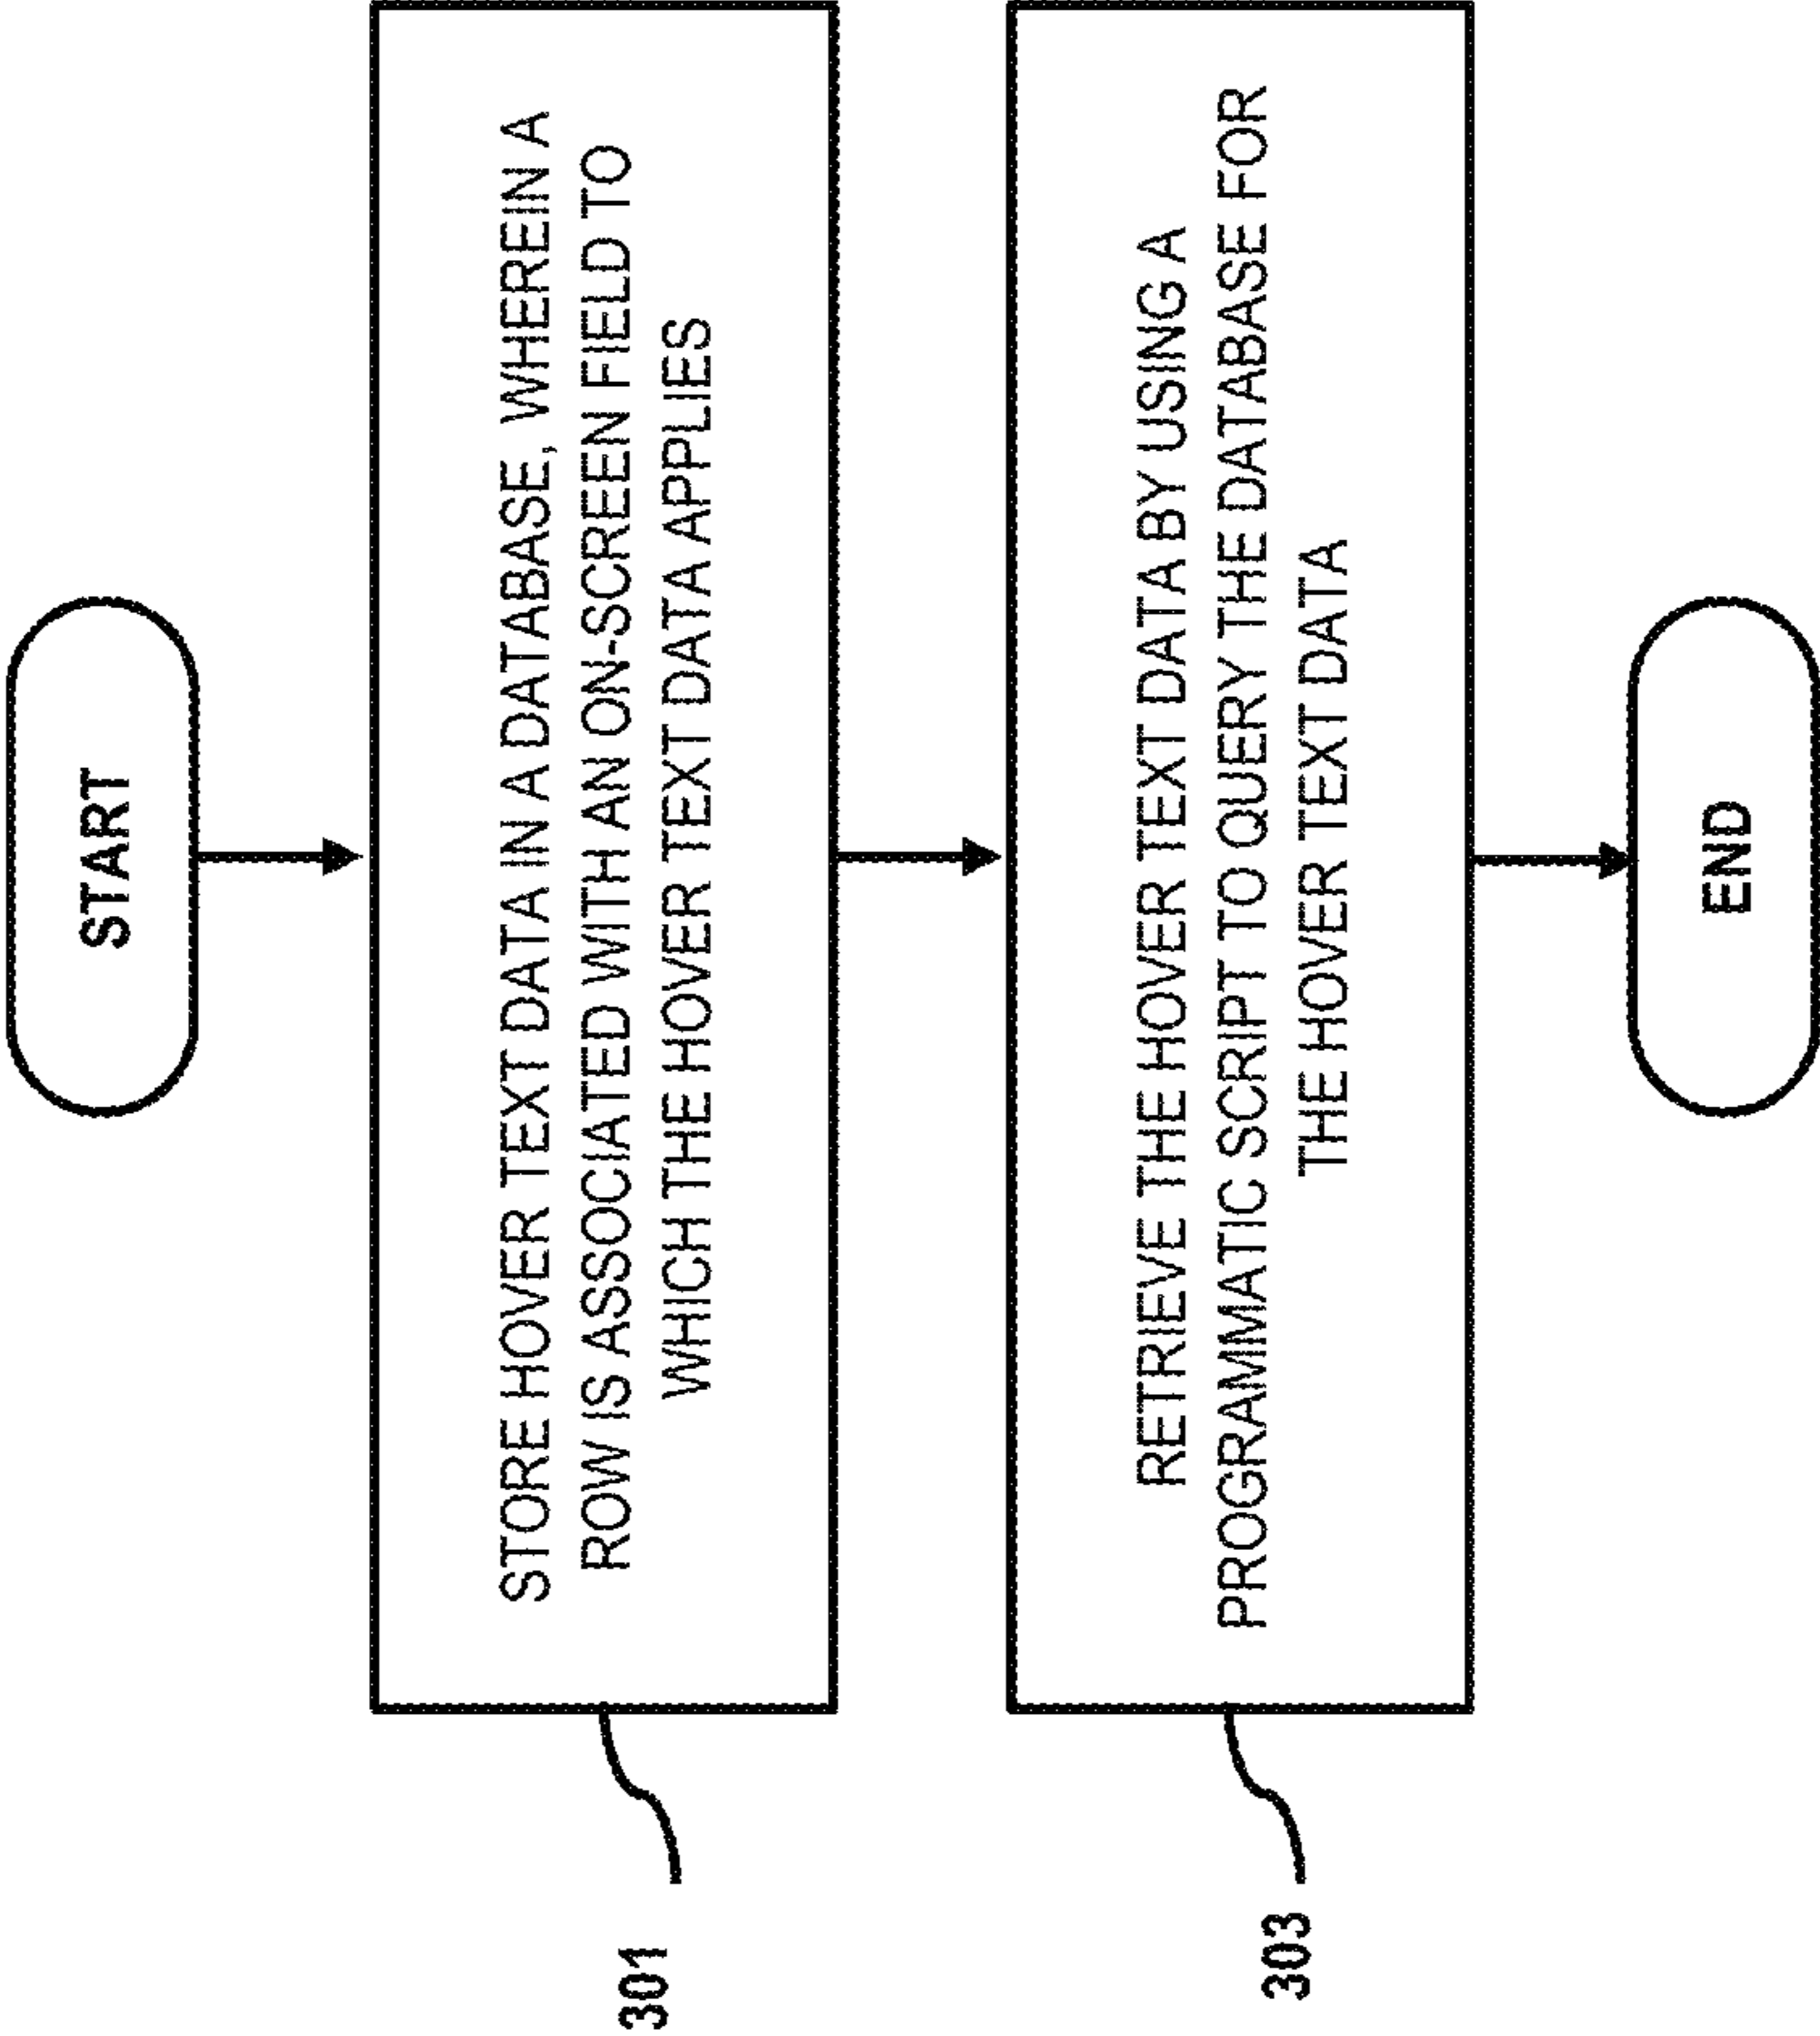 START
STORE HOVER TEXT DATA IN A DATABASE, WHEREIN A
ROW IS ASSOCIATED WITH AN ON-SCREEN FIELD TO
WHICH THE HOVER TEXT DATA APPLIES
301
RETRIEVE THE HOVER TEXT DATA BY USING A
PROGRAMMATIC SCRIPT TO QUERY THE DATABASE FOR
THE HOVER TEXT DATA
303
END